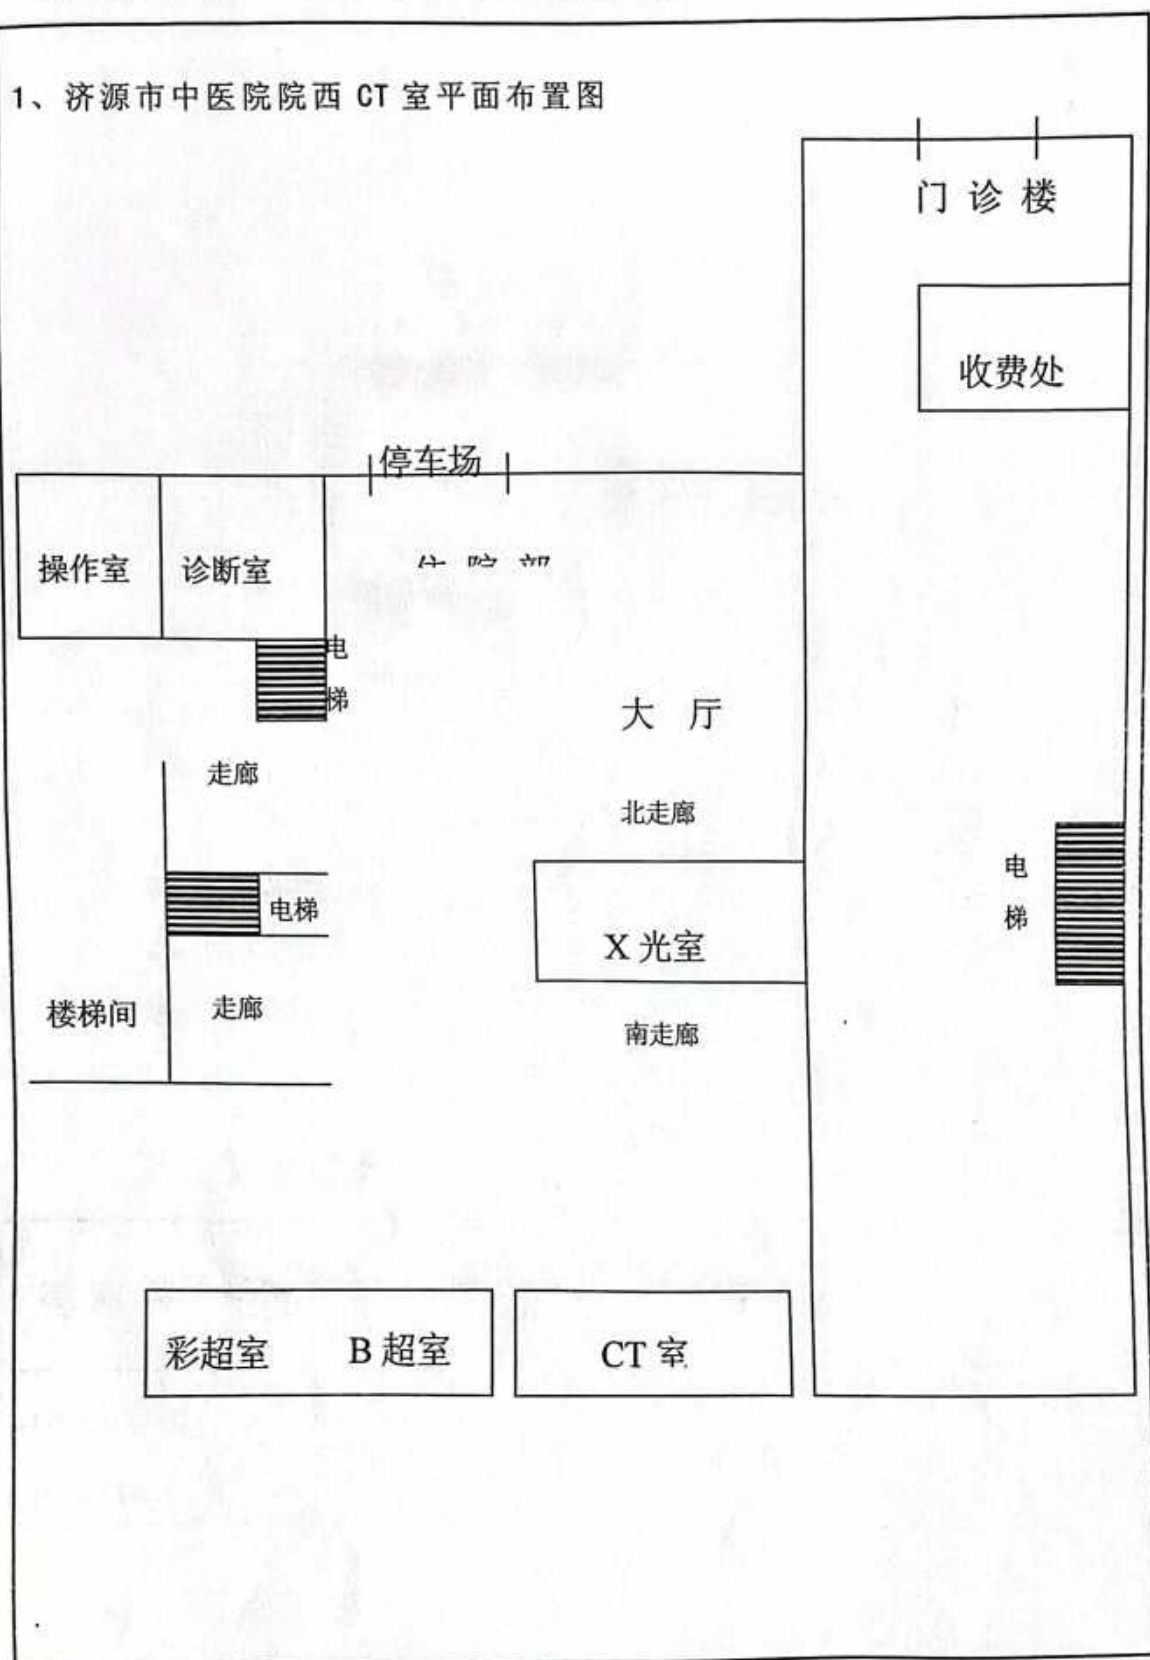 1、济源市中医院院西 CT 室平面布置图
门 诊 楼
收费处
停车场
操作室
诊断室
住 院 部
电
梯
大 厅
走廊
北走廊
电
梯
电梯
X 光室
楼梯间
走廊
南走廊
彩超室
B 超室
CT 室